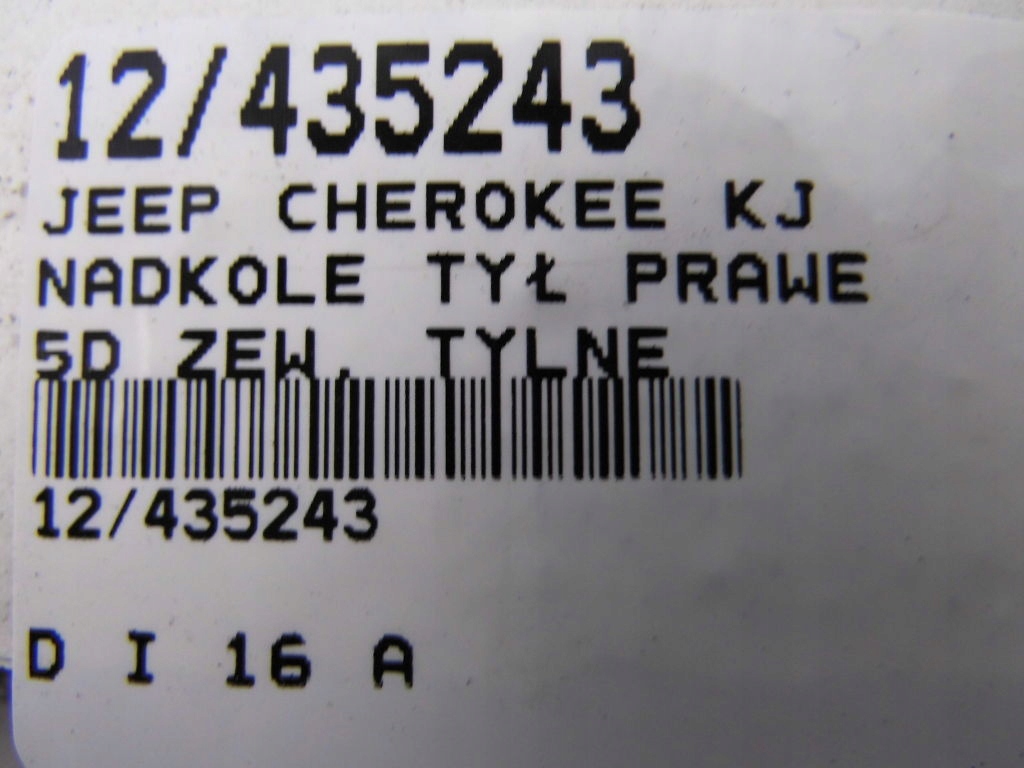 12/435243
JEEP CHEROKEE KJ
NADKOLE TYŁ PRAWE
5D ZEW. TYLNE
12/435243
D I 16 A